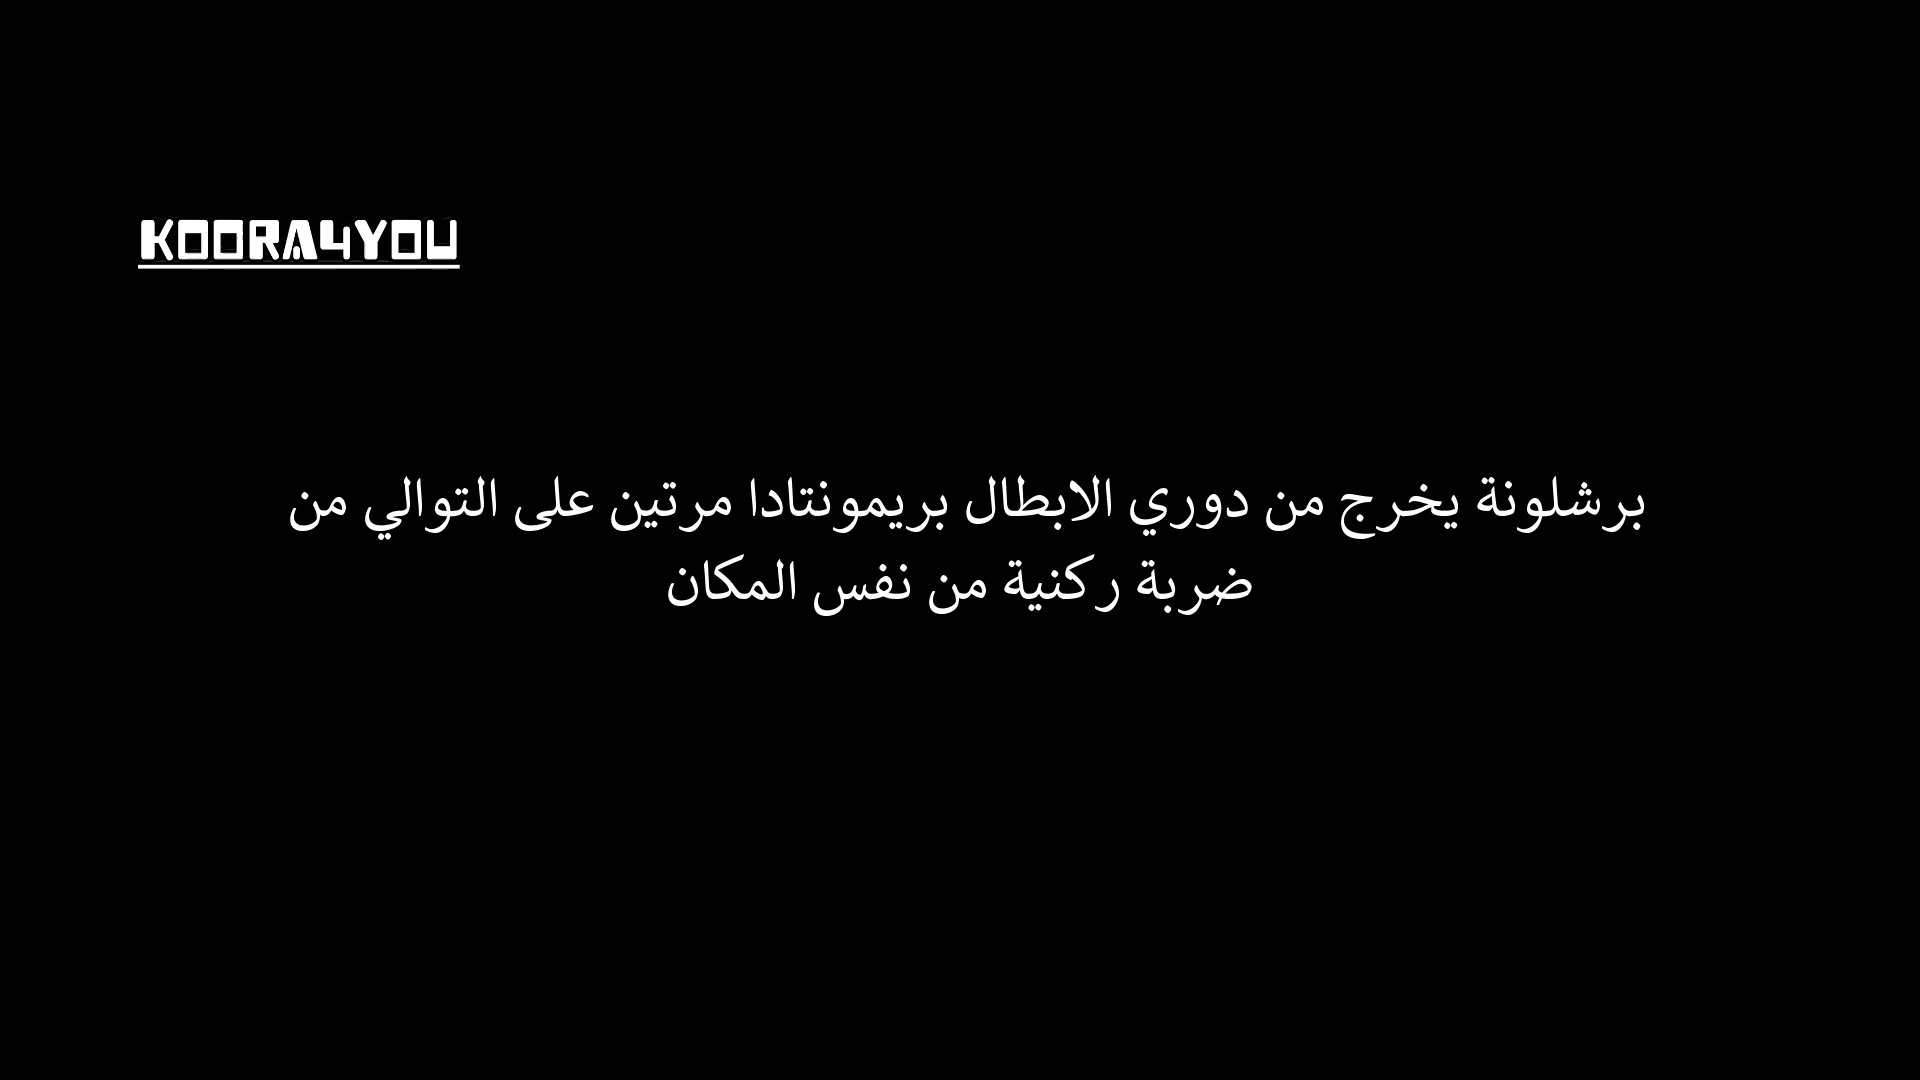 KOORA4YOU
برشلونة يخرج من دوري الابطال بريمونتادا مرتين على التوالي من
ضربة ركنية من نفس المكان